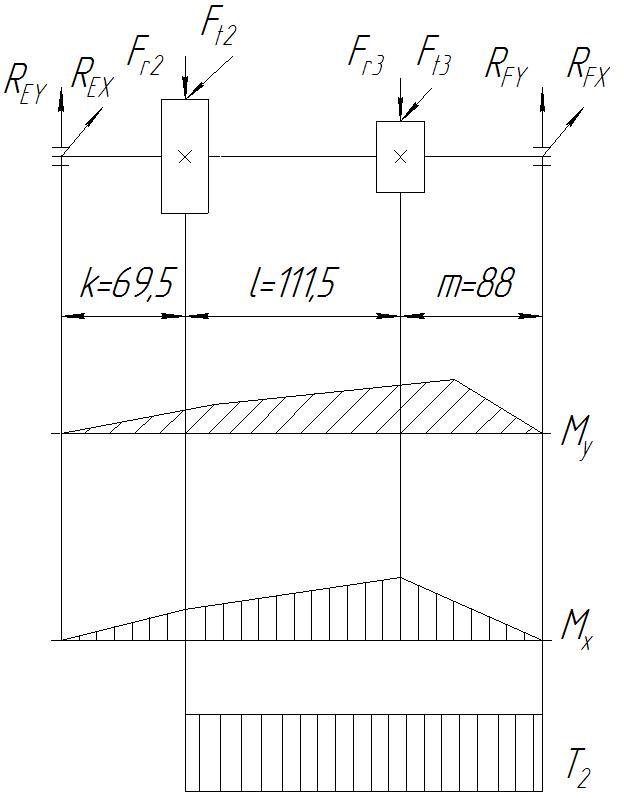 R_EY R_EX F_r2 F_t2 F_r3 F_t3 R_FY R_FX
k=69,5 l=111,5 m=88
M_y
M_x
T_2